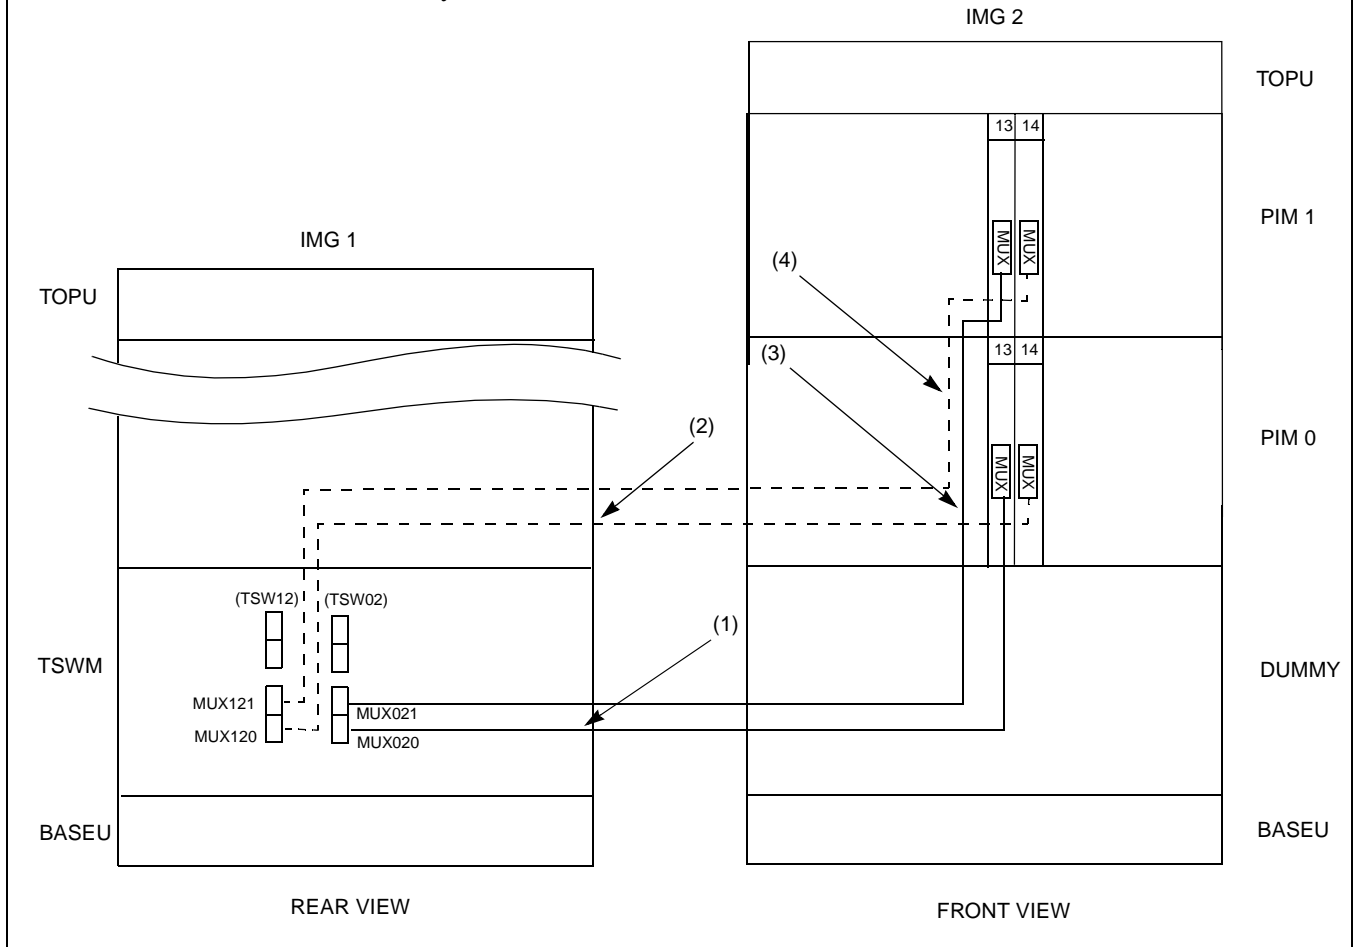 IMG 2
TOPU
13 14
PIM 1
MUX MUX
IMG 1
(4)
TOPU
13 14
(3)
(2)
PIM 0
MUX MUX
(TSW12) (TSW02)
(1)
TSWM
DUMMY
MUX121
MUX021
MUX120
MUX020
BASEU
BASEU
REAR VIEW
FRONT VIEW